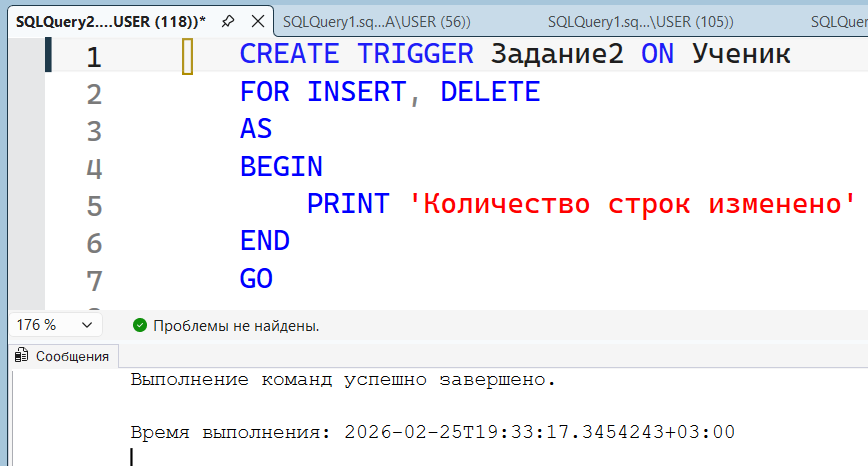 SQLQuery2....USER (118))*
SQLQuery1.sq...A\USER (56))
SQLQuery1.sq...\USER (105))
SQLQuer
1 CREATE TRIGGER Задание2 ON Ученик
2 FOR INSERT, DELETE
3 AS
4 BEGIN
5 PRINT 'Количество строк изменено'
6 END
7 GO
176 %
Проблемы не найдены.
Сообщения
Выполнение команд успешно завершено.
Время выполнения: 2026-02-25T19:33:17.3454243+03:00